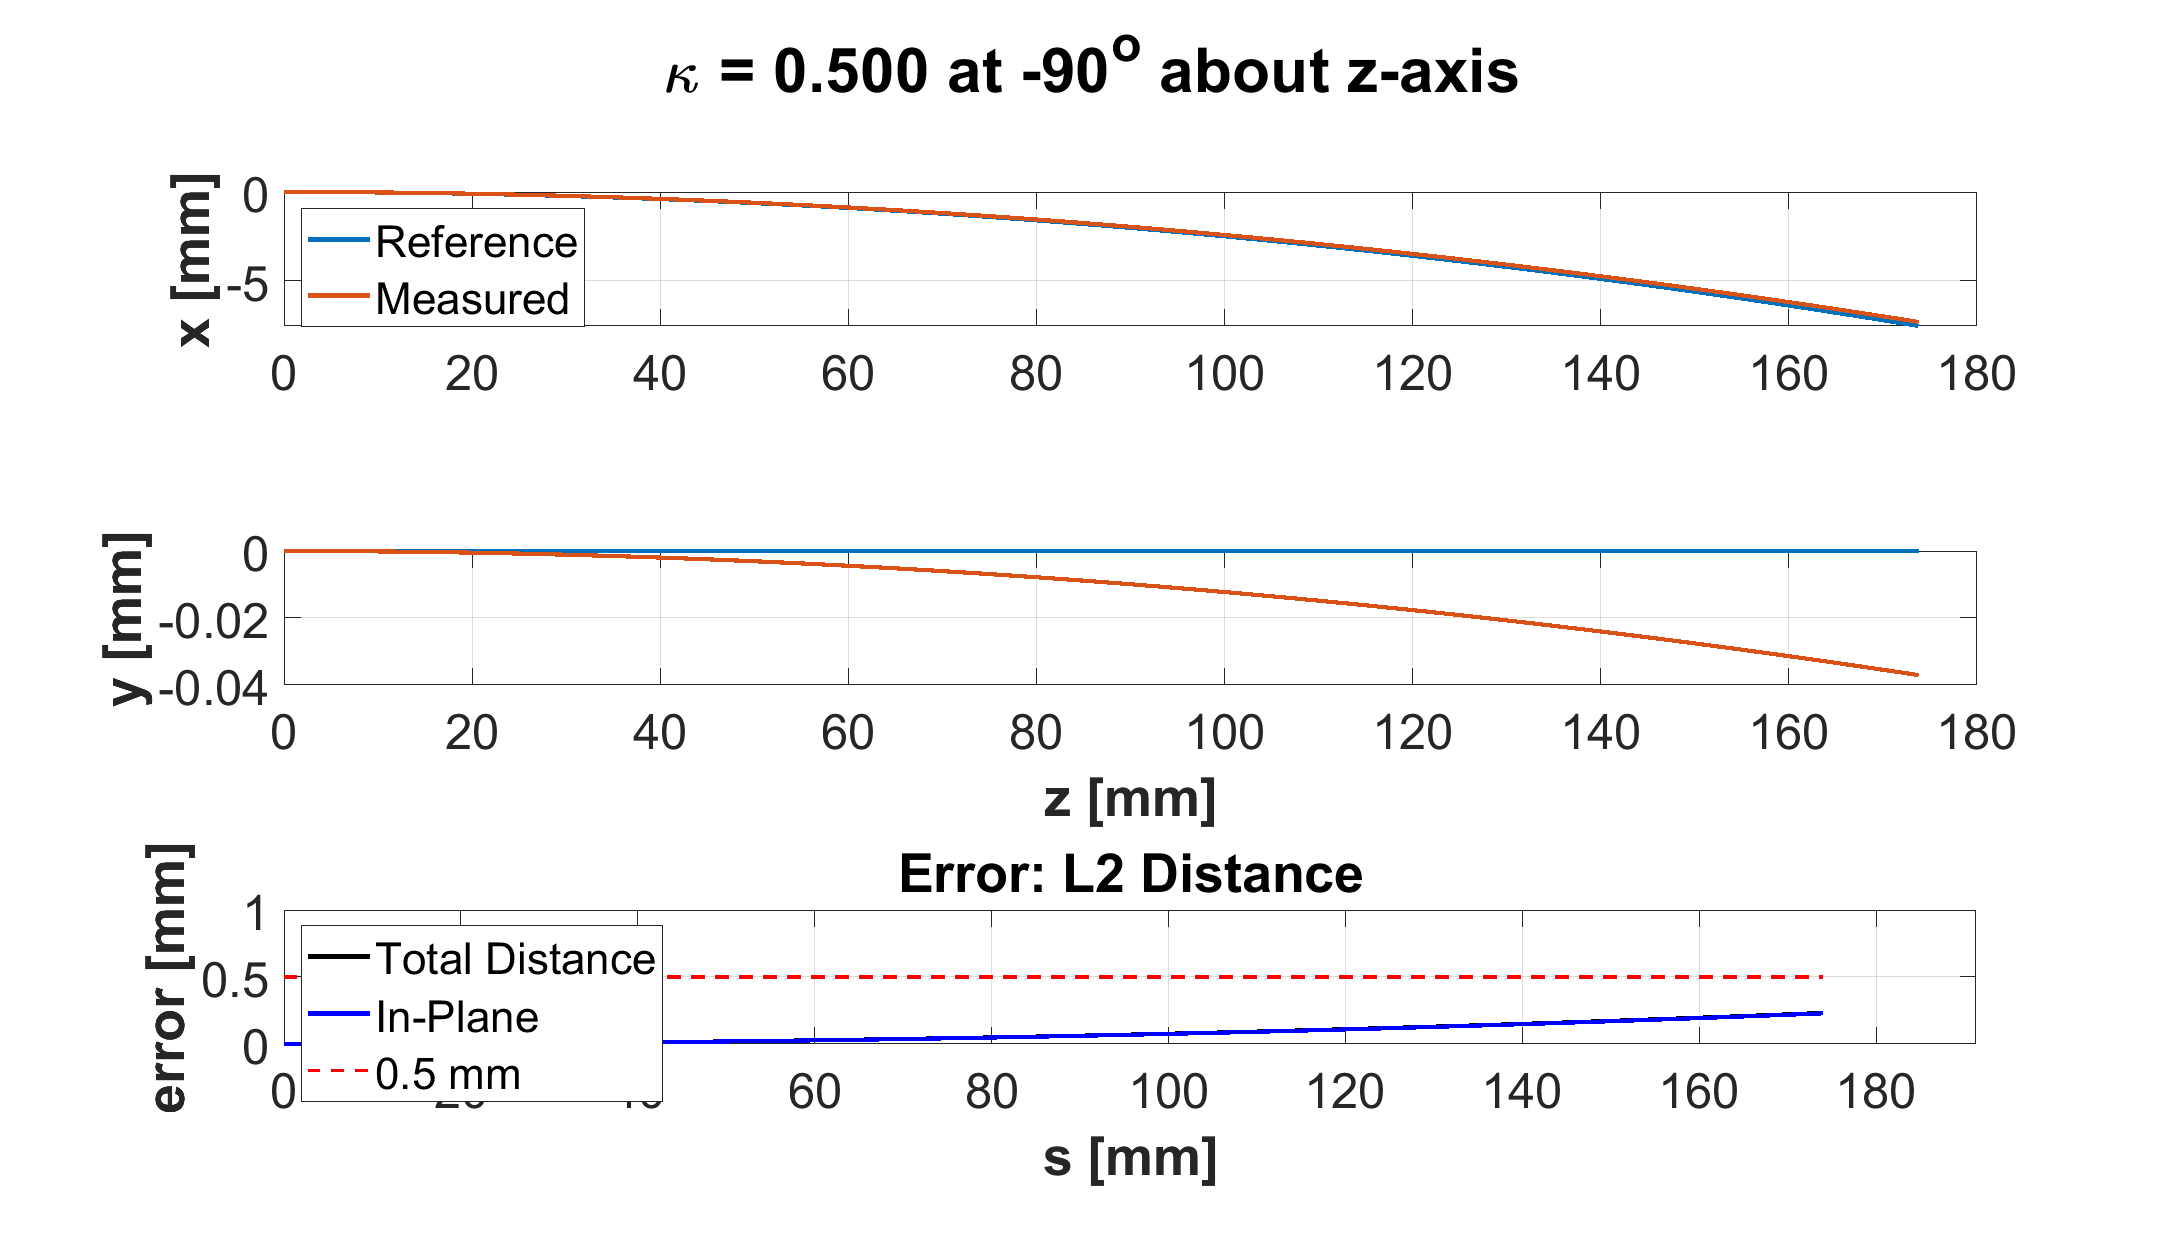 κ = 0.500 at -90° about z-axis
x [mm]
0
-5
Reference
Measured
0 20 40 60 80 100 120 140 160 180
y [mm]
0
-0.02
-0.04
0 20 40 60 80 100 120 140 160 180
z [mm]
Error: L2 Distance
error [mm]
1
0.5
0
Total Distance
In-Plane
0.5 mm
0 20 40 60 80 100 120 140 160 180
s [mm]